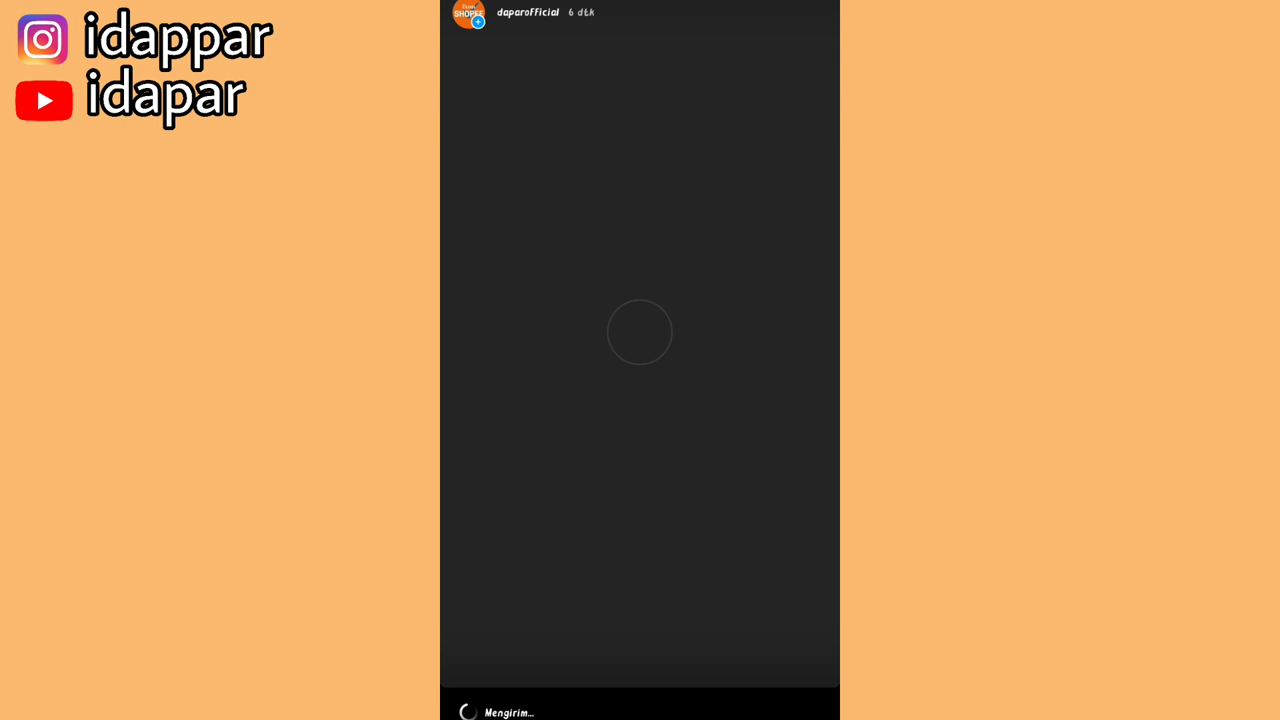 idappar
idapar
SHOPEE
daparofficial 6 dtk
Mengirim...